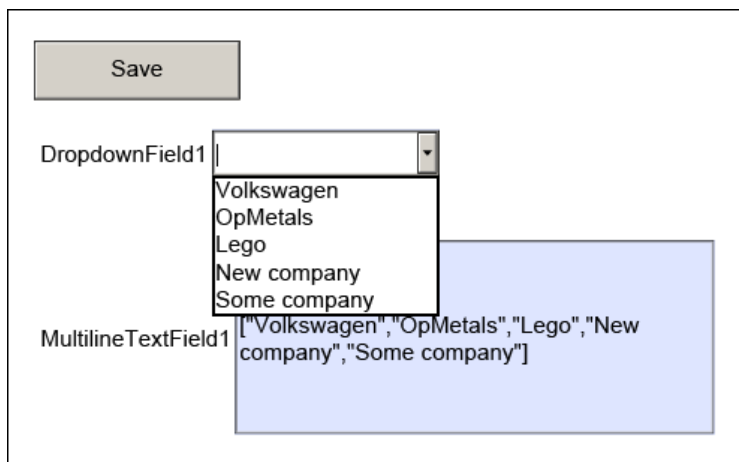 Save
DropdownField1
Volkswagen
OpMetals
Lego
New company
Some company
MultilineTextField1
["Volkswagen","OpMetals","Lego","New
company","Some company"]